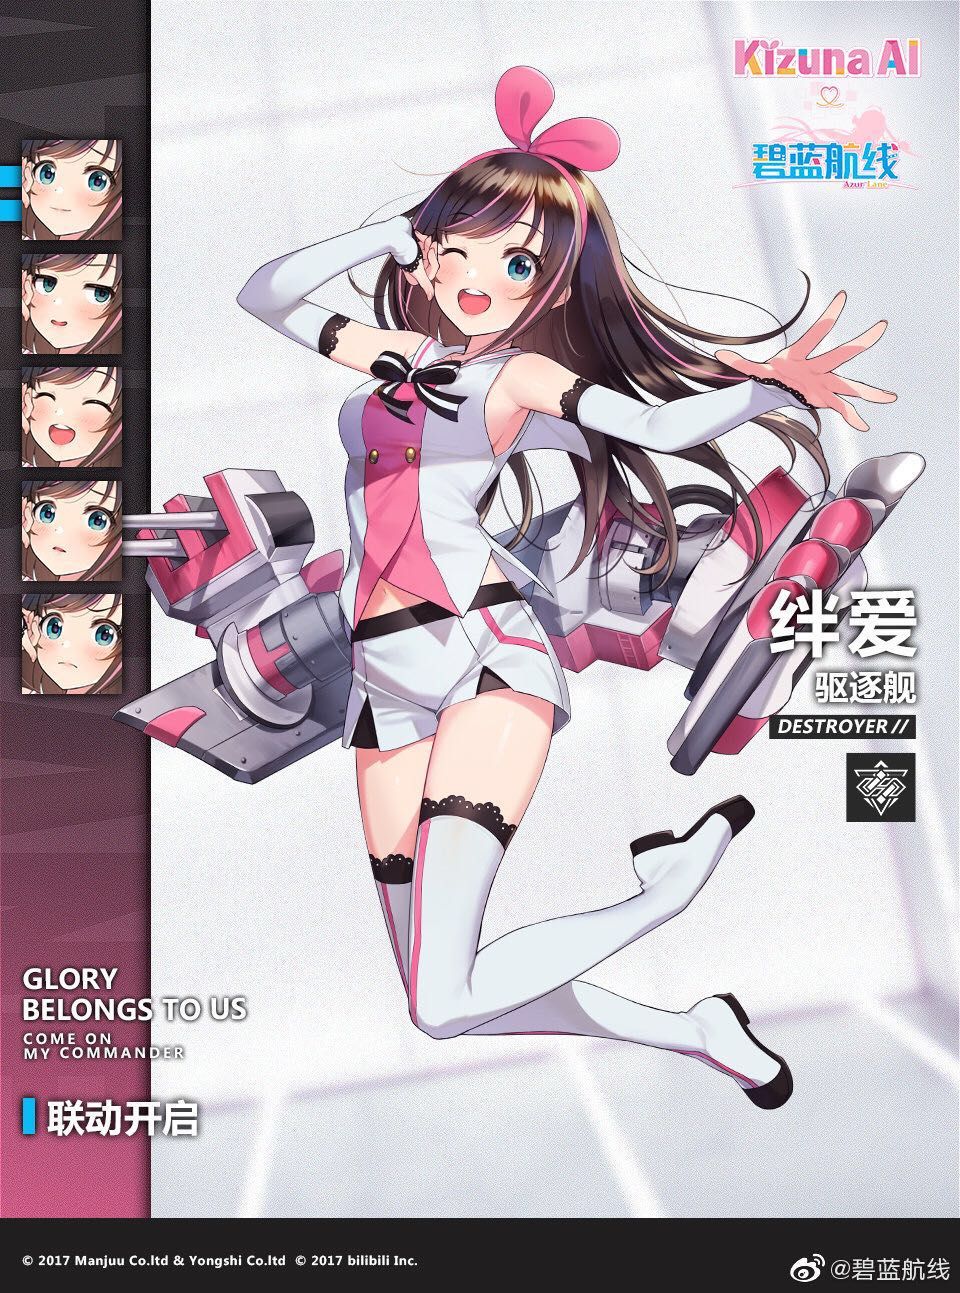 Kizuna AI
碧蓝航线
Azur Lane
绊爱
驱逐舰
DESTROYER //
GLORY
BELONGS TO US
COME ON
MY COMMANDER
联动开启
© 2017 Manjuu Co.ltd & Yongshi Co.ltd © 2017 bilibili Inc.
@碧蓝航线